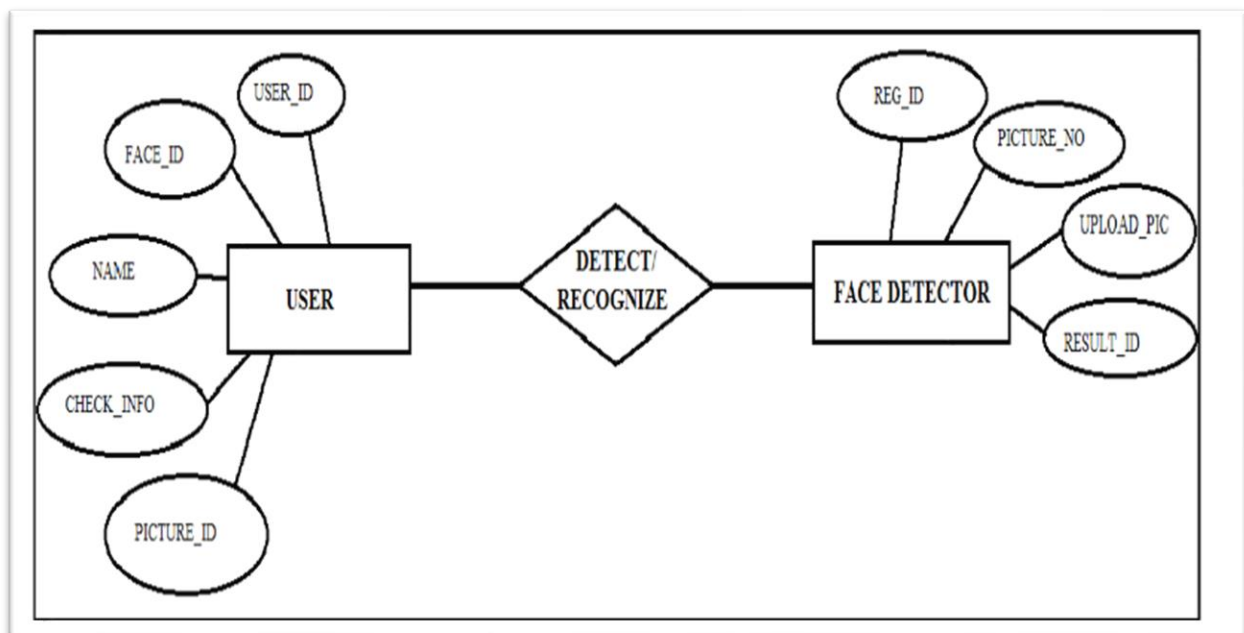 USER_ID
FACE_ID
NAME
CHECK_INFO
PICTURE_ID
USER
DETECT/
RECOGNIZE
REG_ID
PICTURE_NO
UPLOAD_PIC
RESULT_ID
FACE DETECTOR